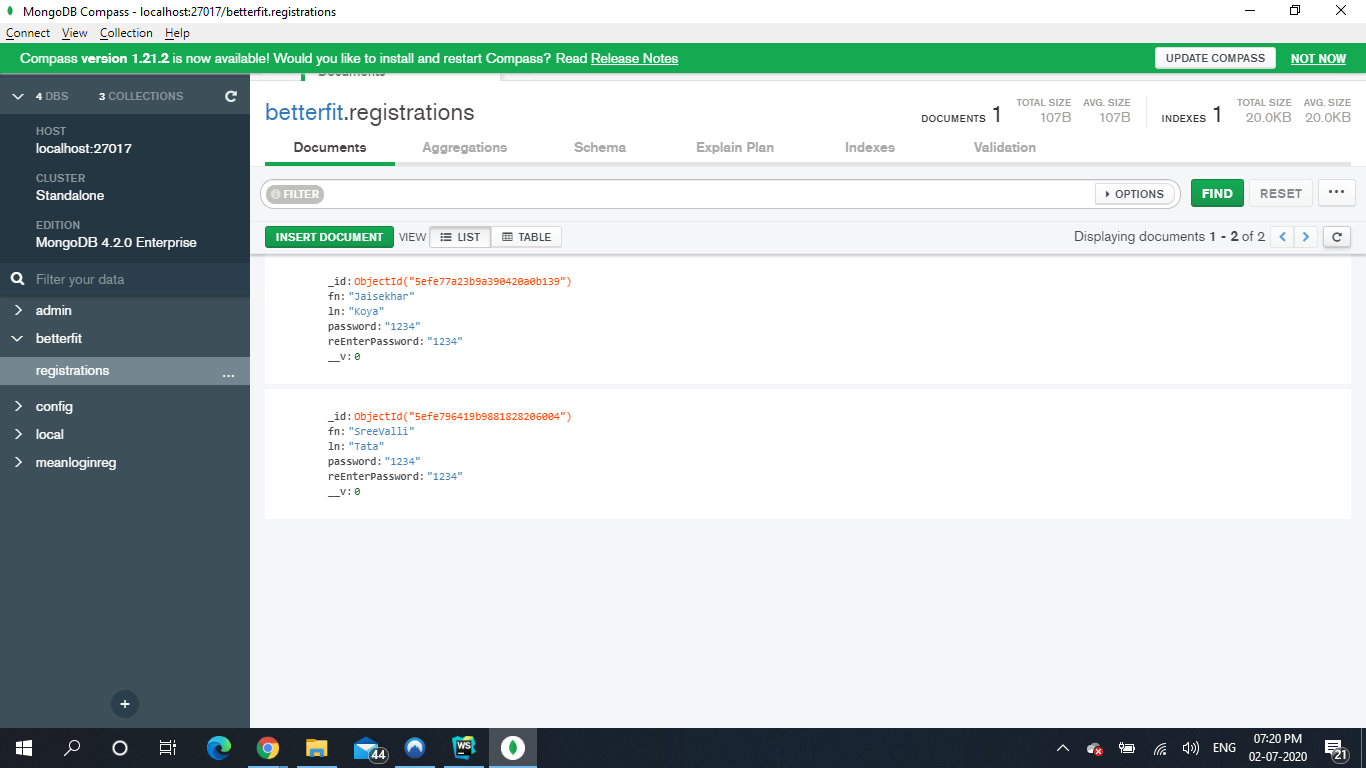 MongoDB Compass - localhost:27017/betterfit.registrations
Connect View Collection Help
Compass version 1.21.2 is now available! Would you like to install and restart Compass? Read Release Notes
UPDATE COMPASS
NOT NOW
4 DBS 3 COLLECTIONS
HOST
localhost:27017
CLUSTER
Standalone
EDITION
MongoDB 4.2.0 Enterprise
Filter your data
admin
betterfit
registrations
...
config
local
meanloginreg
+
Documents
betterfit.registrations
DOCUMENTS 1
TOTAL SIZE AVG. SIZE
107B 107B
INDEXES 1
TOTAL SIZE AVG. SIZE
20.0KB 20.0KB
Documents Aggregations Schema Explain Plan Indexes Validation
FILTER
OPTIONS
FIND
RESET
...
INSERT DOCUMENT VIEW LIST TABLE
Displaying documents 1 - 2 of 2
_id: ObjectId("5efe77a23b9a390420a0b139")
fn: "Jaisekhar"
ln: "Koya"
password: "1234"
reEnterPassword: "1234"
__v: 0
_id: ObjectId("5efe796419b9881828206004")
fn: "SreeValli"
ln: "Tata"
password: "1234"
reEnterPassword: "1234"
__v: 0
44
WS
ENG
07:20 PM
02-07-2020
21